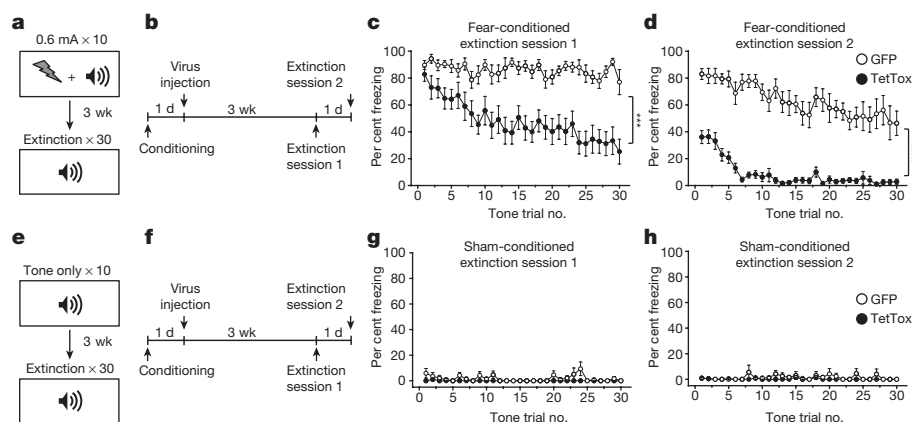 a
0.6 mA × 10
+
3 wk
Extinction × 30
b
Virus
injection
Extinction
session 2
1 d
3 wk
1 d
Conditioning
Extinction
session 1
c
Fear-conditioned
extinction session 1
Per cent freezing
100
80
60
40
20
0
0 5 10 15 20 25 30
Tone trial no.
***
d
Fear-conditioned
extinction session 2
GFP
TetTox
Per cent freezing
100
80
60
40
20
0
0 5 10 15 20 25 30
Tone trial no.
e
Tone only × 10
3 wk
Extinction × 30
f
Virus
injection
Extinction
session 2
1 d
3 wk
1 d
Conditioning
Extinction
session 1
g
Sham-conditioned
extinction session 1
Per cent freezing
100
80
60
40
20
0
0 5 10 15 20 25 30
Tone trial no.
h
Sham-conditioned
extinction session 2
GFP
TetTox
Per cent freezing
100
80
60
40
20
0
0 5 10 15 20 25 30
Tone trial no.